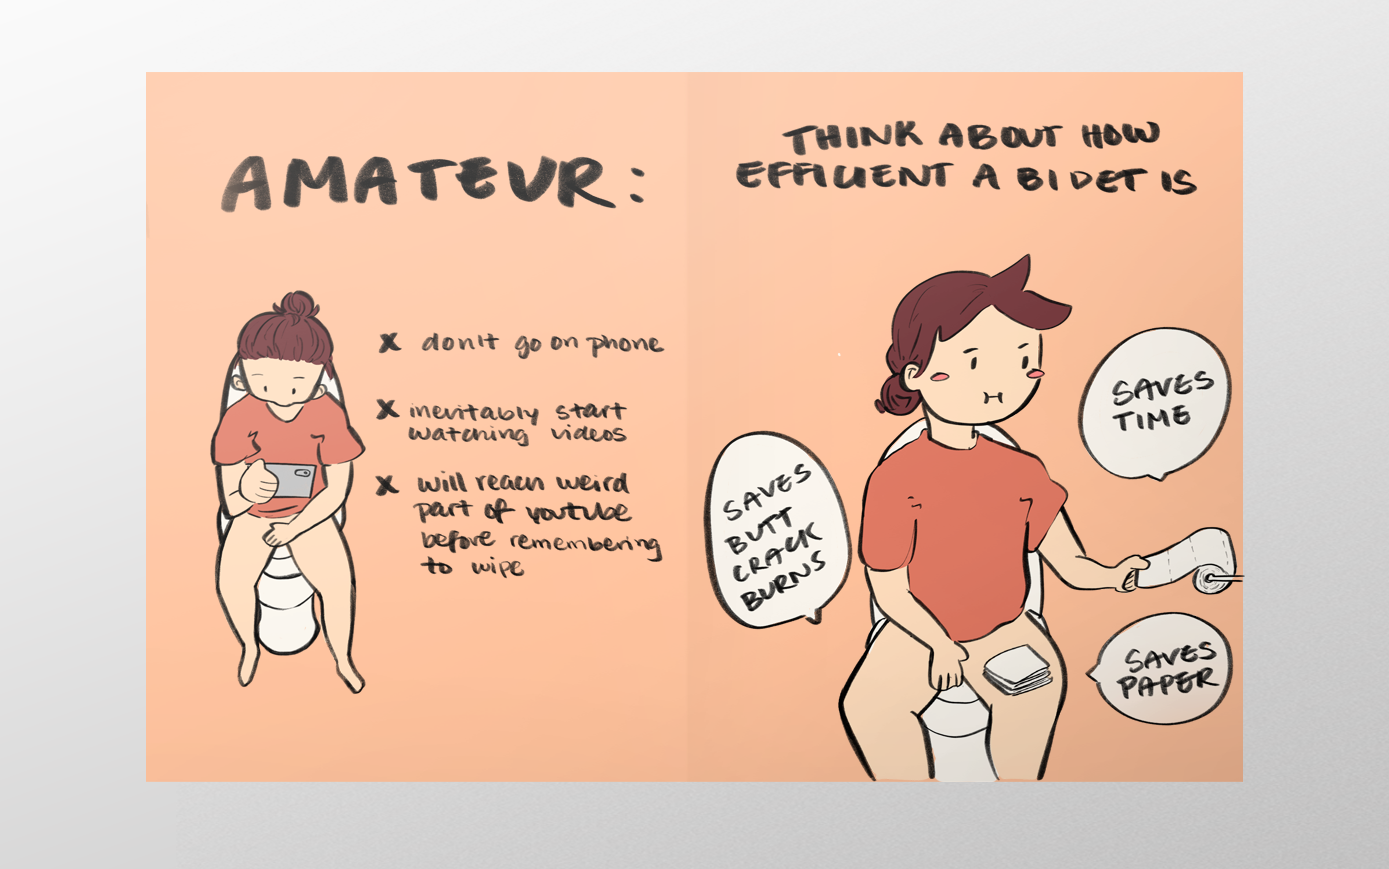 AMATEUR:
x don't go on phone
x inevitably start
watching videos
x will reach weird
part of youtube
before remembering
to wipe
THINK ABOUT HOW
EFFICIENT A BIDET IS
SAVES
TIME
SAVES
BUTT
CRACK
BURNS
SAVES
PAPER